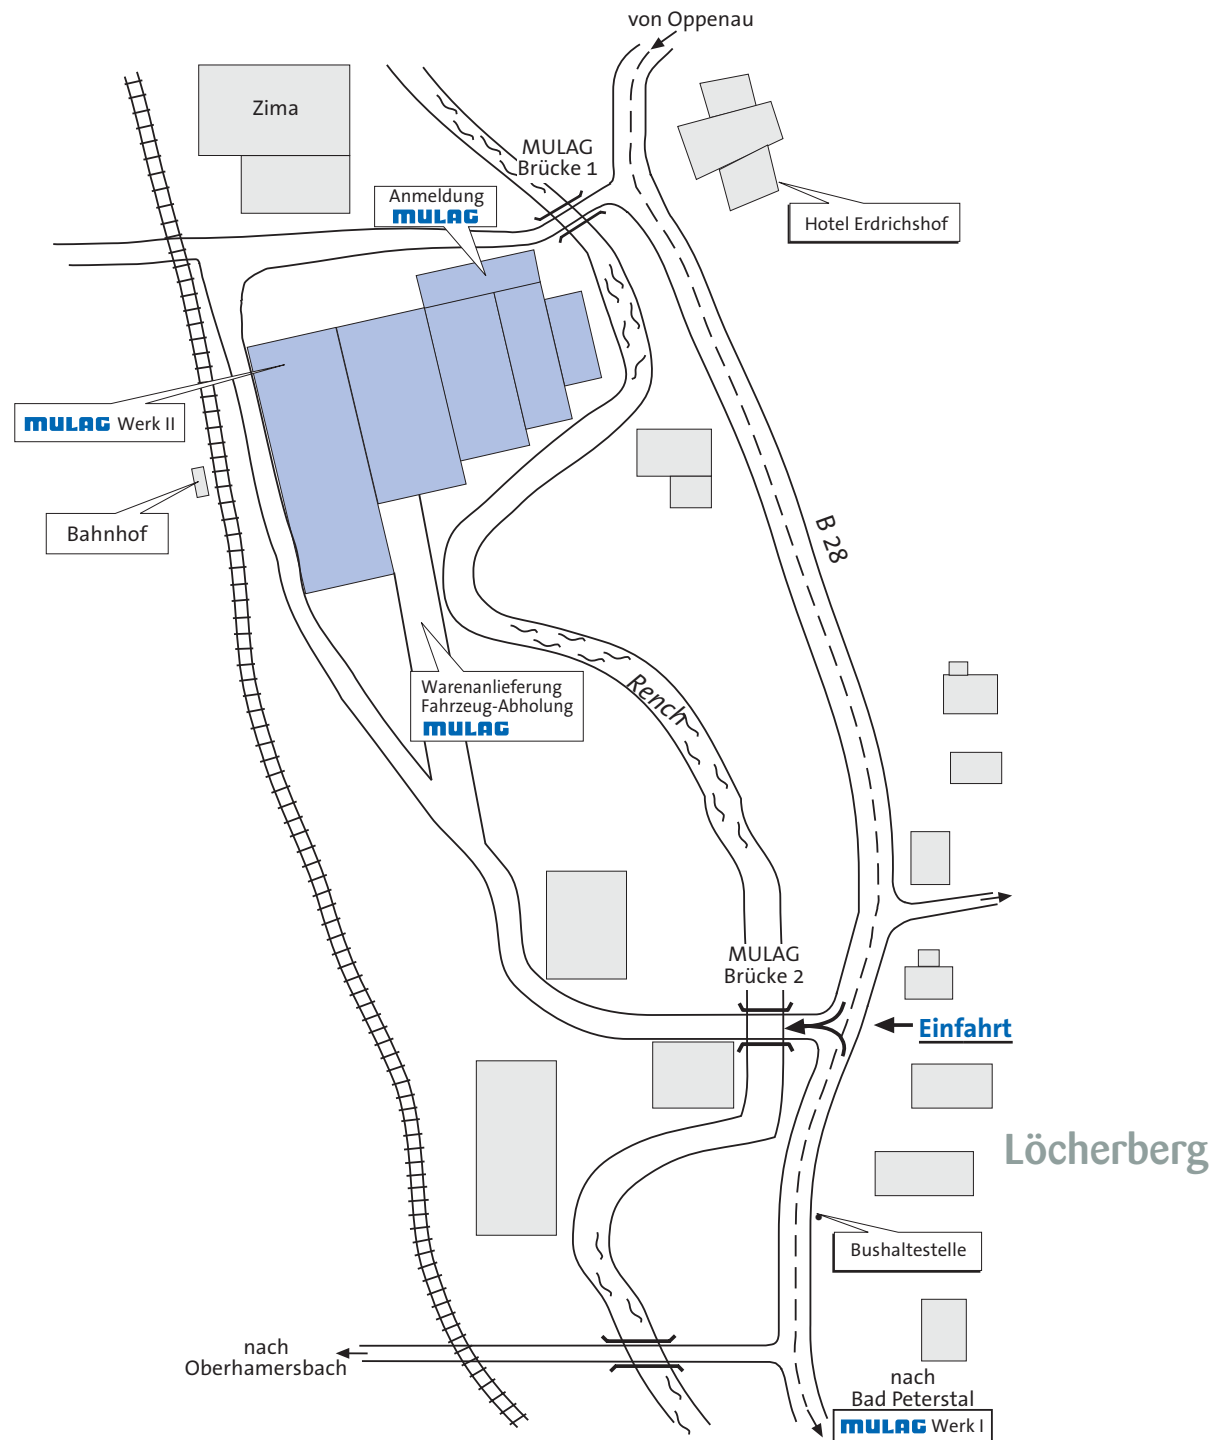 von Oppenau
Zima
MULAG
Brücke 1
Anmeldung
MULAG
Hotel Erdrichshof
MULAG Werk II
Bahnhof
B 28
Warenanlieferung
Fahrzeug-Abholung
MULAG
Rench
MULAG
Brücke 2
Einfahrt
Löcherberg
Bushaltestelle
nach
Oberhamersbach
nach
Bad Peterstal
MULAG Werk I